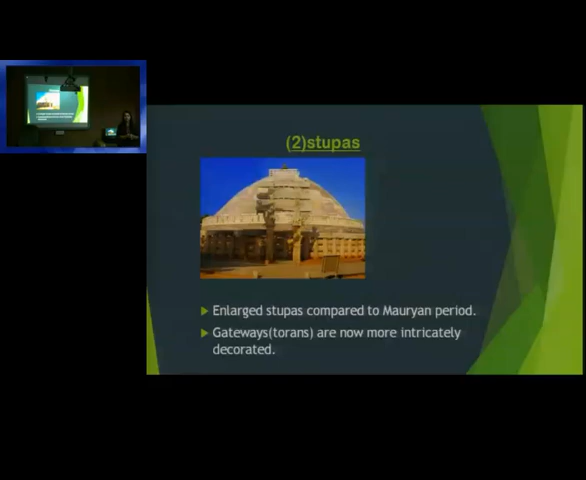 (2)stupas
Enlarged stupas compared to Mauryan period.
Gateways(torans) are now more intricately
decorated.